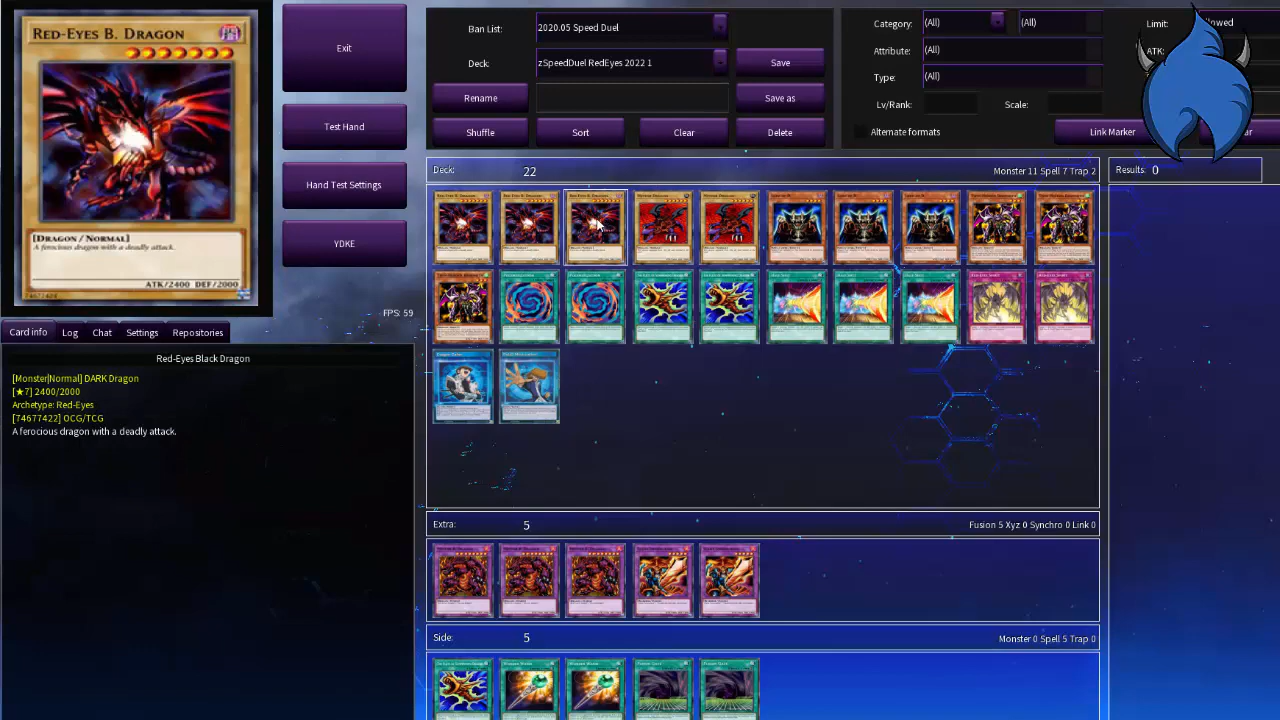 RED-EYES B. DRAGON
[DRAGON / NORMAL]
A ferocious dragon with a deadly attack.
ATK/2400 DEF/2000
74677422
Exit
Test Hand
Hand Test Settings
YDKE
FPS: 59
Card info
Log
Chat
Settings
Repositories
Red-Eyes Black Dragon
[Monster|Normal] DARK Dragon
[★7] 2400/2000
Archetype: Red-Eyes
[74677422] OCG/TCG
A ferocious dragon with a deadly attack.
Ban List:
2020.05 Speed Duel
Deck:
zSpeedDuel RedEyes 2022 1
Save
Rename
Save as
Shuffle
Sort
Clear
Delete
Category:
(All)
(All)
Limit:
Attribute:
(All)
ATK:
Type:
(All)
Lv/Rank:
Scale:
Alternate formats
Link Marker
Deck:
22
Monster 11 Spell 7 Trap 2
Results:
0
Extra:
5
Fusion 5 Xyz 0 Synchro 0 Link 0
Side:
5
Monster 0 Spell 5 Trap 0